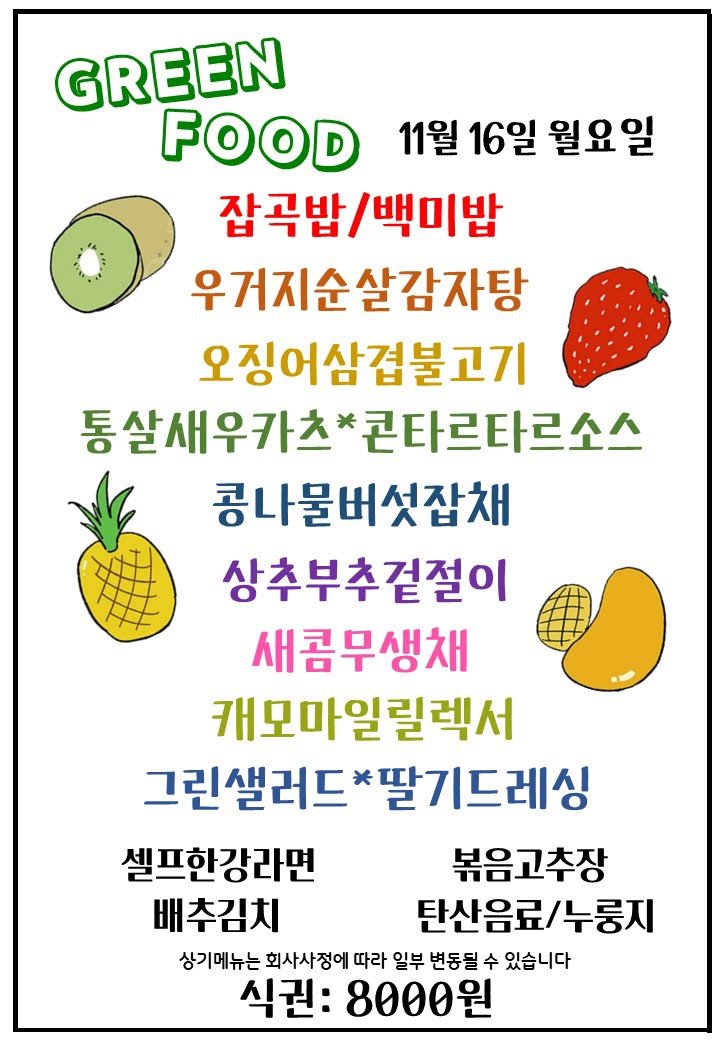 GREEN
FOOD
11월 16일 월요일
잡곡밥/백미밥
우거지순살감자탕
오징어삼겹불고기
통살새우카츠*콘타르타르소스
콩나물버섯잡채
상추부추겉절이
새콤무생채
캐모마일릴렉서
그린샐러드*딸기드레싱
셀프한강라면
볶음고추장
배추김치
탄산음료/누룽지
상기메뉴는 회사사정에 따라 일부 변동될 수 있습니다
식권: 8000원